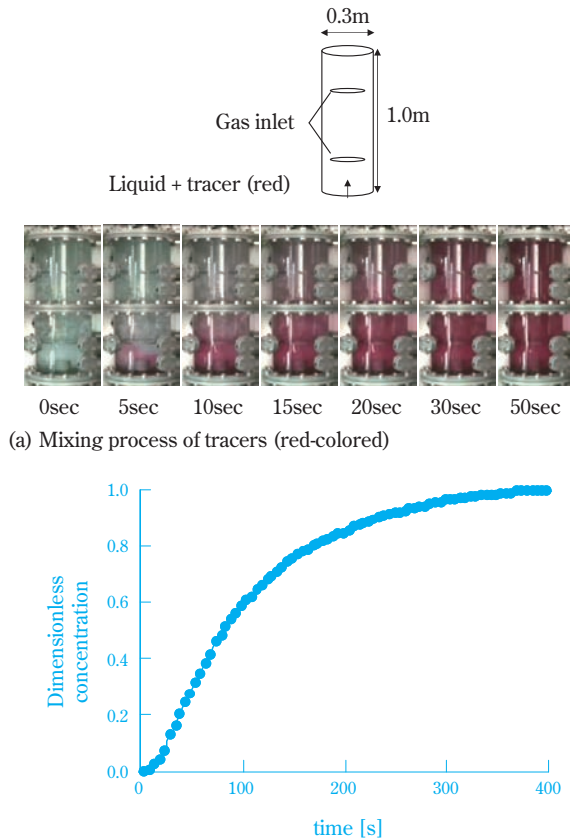 0.3m
Gas inlet
1.0m
Liquid + tracer (red)
0sec 5sec 10sec 15sec 20sec 30sec 50sec
(a) Mixing process of tracers (red-colored)
1.0
0.8
0.6
0.4
0.2
0.0
Dimensionless
concentration
0 100 200 300 400
time [s]